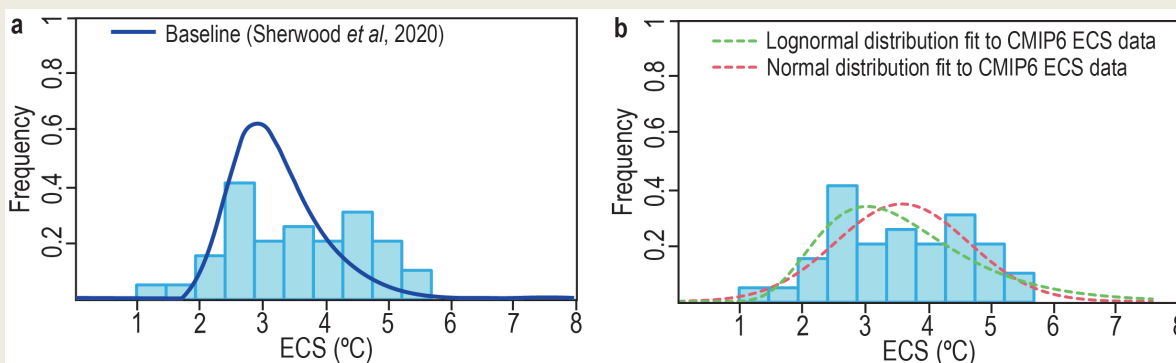 a
Baseline (Sherwood et al, 2020)
1
0.8
0.6
0.4
0.2
Frequency
1 2 3 4 5 6 7 8
ECS (ºC)
b
Lognormal distribution fit to CMIP6 ECS data
Normal distribution fit to CMIP6 ECS data
1
0.8
0.6
0.4
0.2
Frequency
1 2 3 4 5 6 7 8
ECS (ºC)